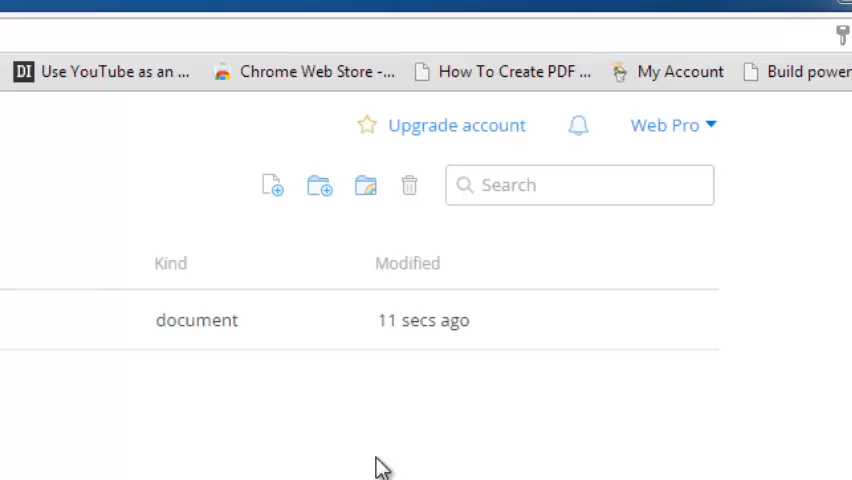 DI Use YouTube as an ... Chrome Web Store -... How To Create PDF ... My Account Build power
Upgrade account Web Pro
Search
Kind Modified
document 11 secs ago